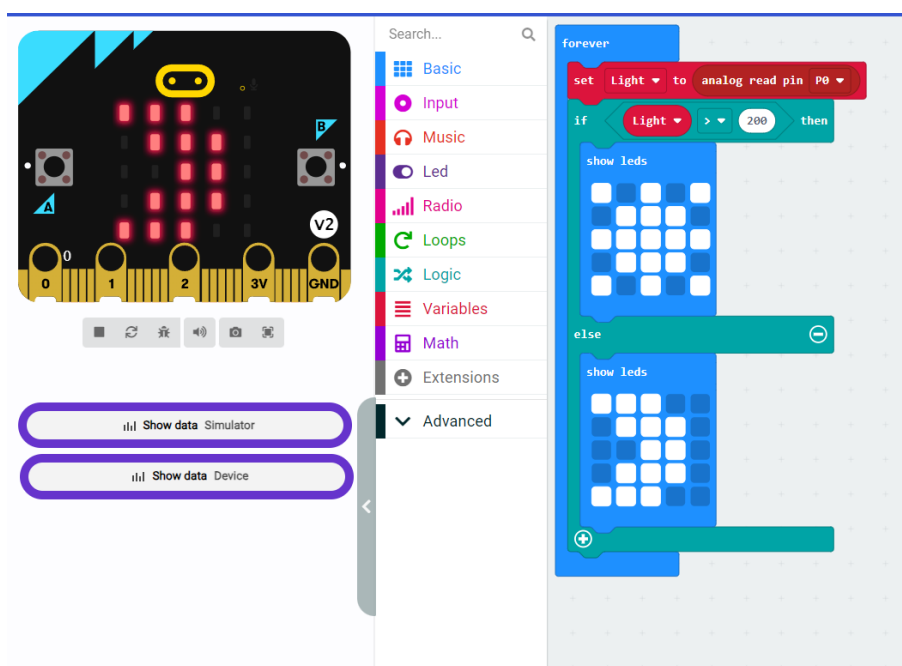 B
A
V2
0
0
1
2
3V
GND
Show data Simulator
Show data Device
Search...
Basic
Input
Music
Led
Radio
Loops
Logic
Variables
Math
Extensions
Advanced
forever
set Light to analog read pin P0
if Light > 200 then
show leds
else
show leds